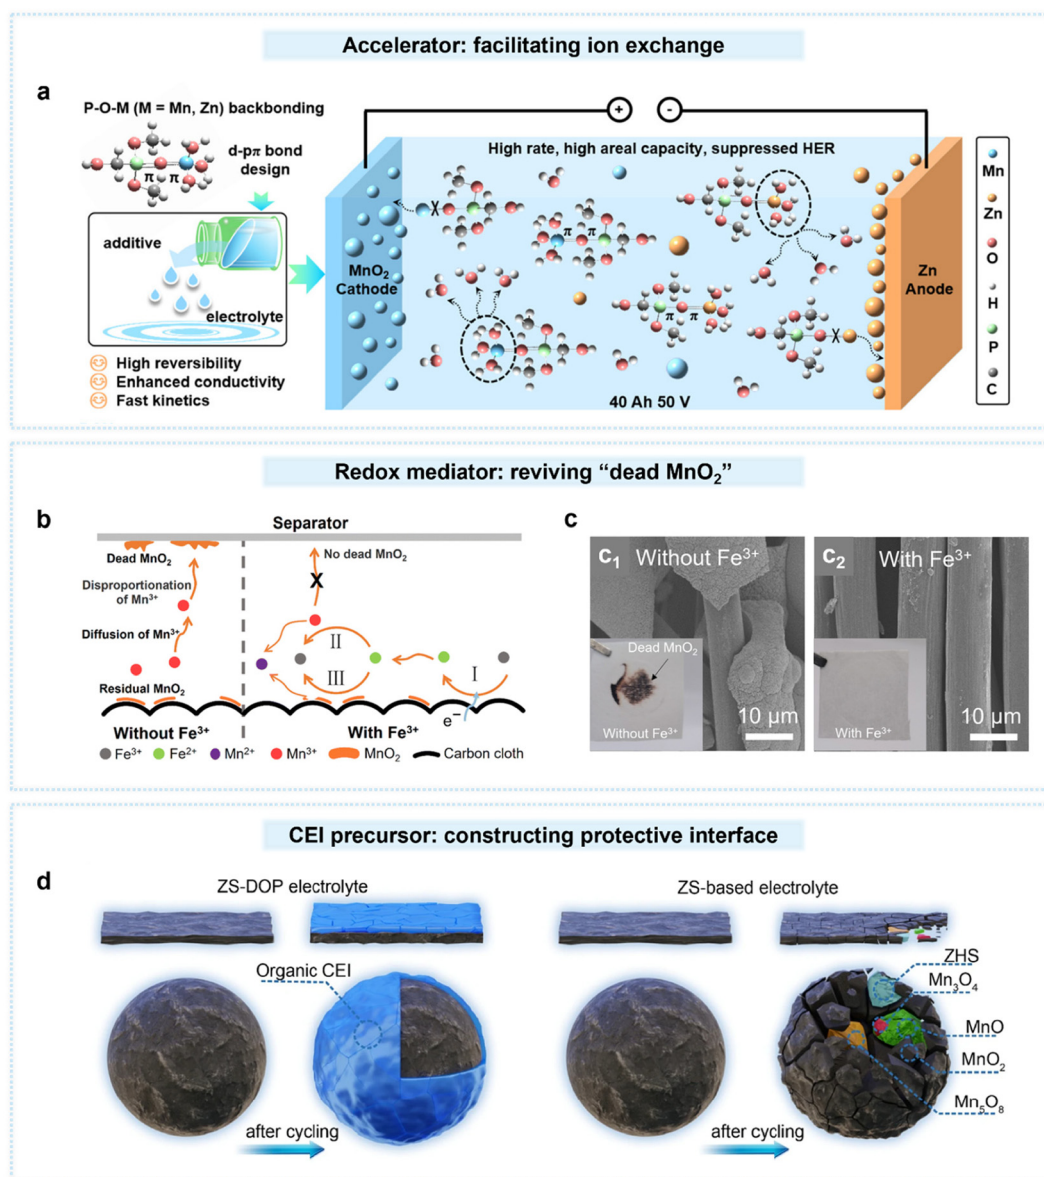 Accelerator: facilitating ion exchange
a
P-O-M (M = Mn, Zn) backbonding
d-pπ bond
design
π π
additive
electrolyte
High reversibility
Enhanced conductivity
Fast kinetics
+ -
High rate, high areal capacity, suppressed HER
MnO₂
Cathode
X
π π
π π
X
Zn
Anode
40 Ah 50 V
Mn
Zn
O
H
P
C
Redox mediator: reviving “dead MnO₂”
b
Separator
Dead MnO₂
No dead MnO₂
X
Disproportionation
of Mn³⁺
Diffusion of Mn³⁺
II
III
I
Residual MnO₂
e⁻
Without Fe³⁺
With Fe³⁺
Fe³⁺ Fe²⁺ Mn²⁺ Mn³⁺ MnO₂ Carbon cloth
c
c₁ Without Fe³⁺
Dead MnO₂
Without Fe³⁺
10 μm
c₂ With Fe³⁺
With Fe³⁺
10 μm
CEI precursor: constructing protective interface
d
ZS-DOP electrolyte
ZS-based electrolyte
Organic CEI
ZHS
Mn₃O₄
MnO
MnO₂
Mn₅O₈
after cycling
after cycling